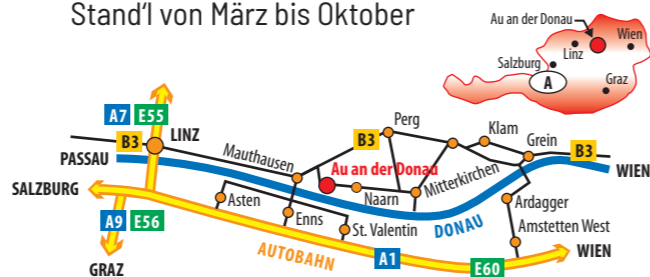 Stand'l von März bis Oktober
Au an der Donau
Linz
Wien
Salzburg
A
Graz
A7 E55
B3
LINZ
PASSAU
Mauthausen
B3
Perg
Klam
Grein
B3
Au an der Donau
WIEN
SALZBURG
Naarn
Mitterkirchen
Asten
Ardagger
A9 E56
Enns
St. Valentin
DONAU
Amstetten West
AUTOBAHN
A1
E60
WIEN
GRAZ